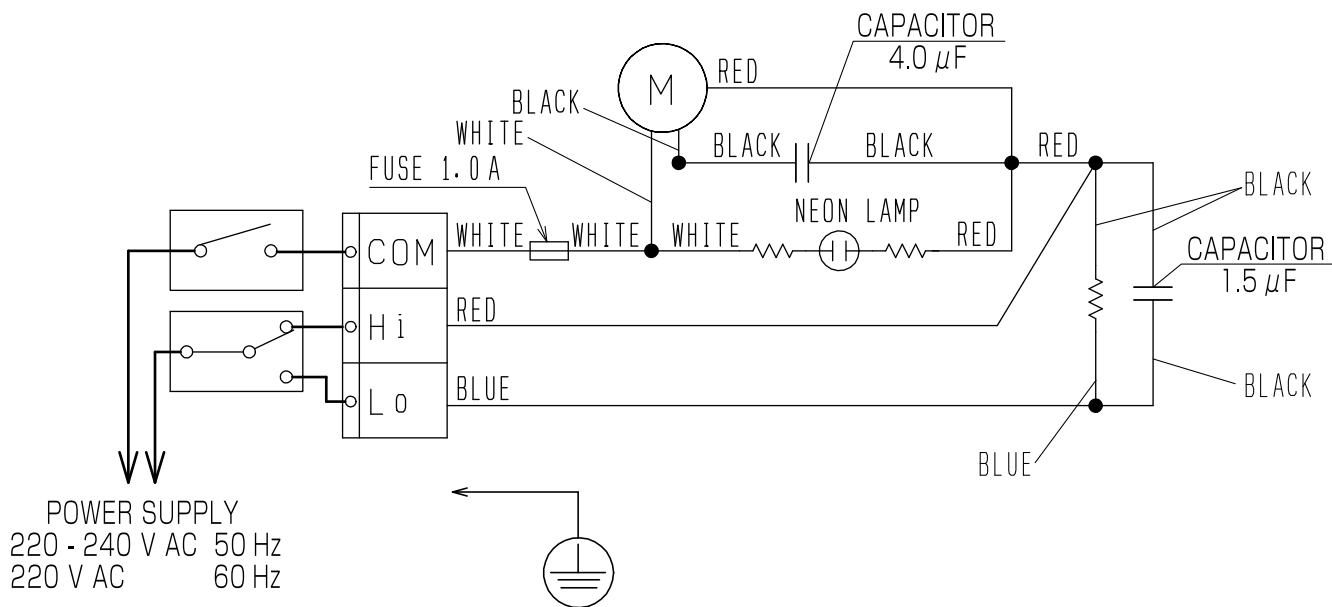 CAPACITOR
4.0 μF
RED
M
BLACK
WHITE
BLACK
BLACK
RED
FUSE 1.0A
NEON LAMP
BLACK
WHITE
WHITE
WHITE
RED
COM
CAPACITOR
1.5 μF
RED
Hi
BLUE
BLACK
Lo
BLUE
POWER SUPPLY
220 - 240 V AC 50 Hz
220 V AC 60 Hz